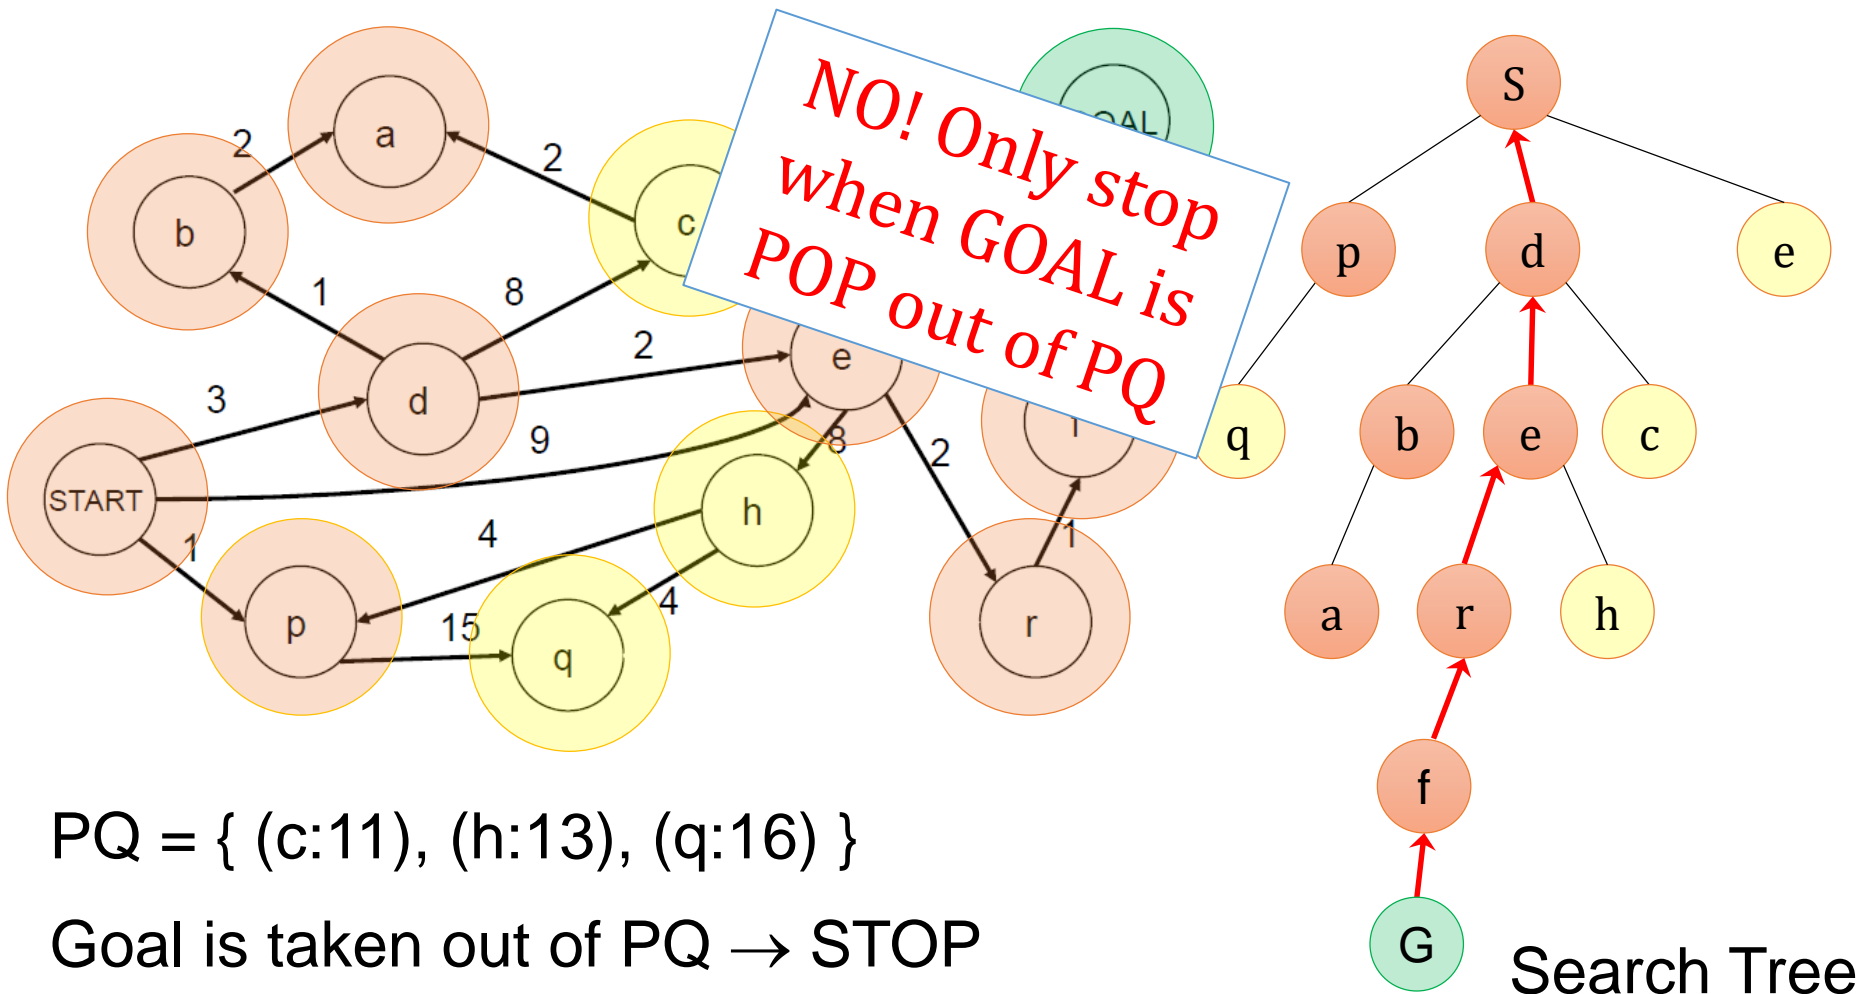 NO! Only stop
when GOAL is
POP out of PQ
OAL
2
a
2
b
c
1
8
2
3
d
e
9
8
2
START
1
4
h
1
p
15
4
q
r
S
p
d
e
q
b
e
c
a
r
h
f
G
PQ = { (c:11), (h:13), (q:16) }
Goal is taken out of PQ → STOP
Search Tree